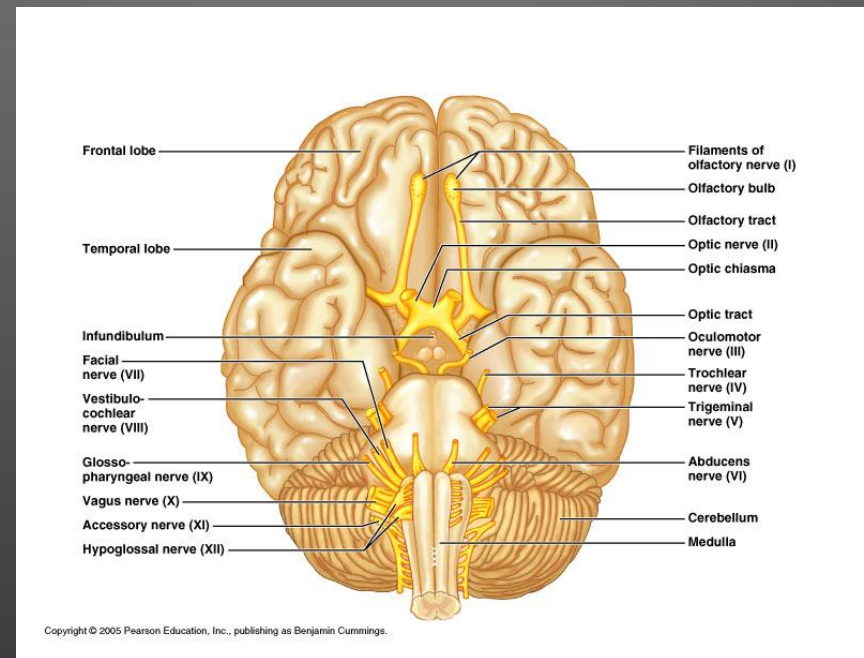 Frontal lobe
Temporal lobe
Infundibulum
Facial
nerve (VII)
Vestibulo-
cochlear
nerve (VIII)
Glosso-
pharyngeal nerve (IX)
Vagus nerve (X)
Accessory nerve (XI)
Hypoglossal nerve (XII)
Filaments of
olfactory nerve (I)
Olfactory bulb
Olfactory tract
Optic nerve (II)
Optic chiasma
Optic tract
Oculomotor
nerve (III)
Trochlear
nerve (IV)
Trigeminal
nerve (V)
Abducens
nerve (VI)
Cerebellum
Medulla
Copyright © 2005 Pearson Education, Inc., publishing as Benjamin Cummings.